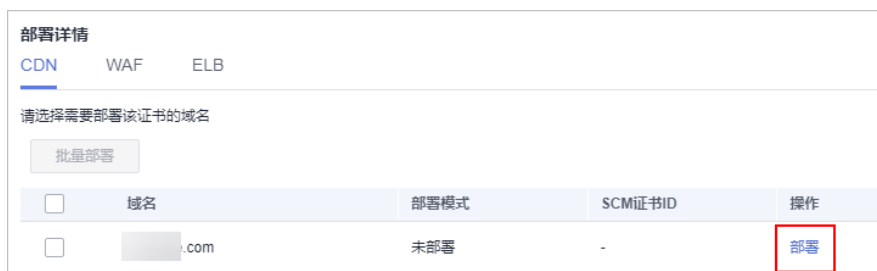 部署详情
CDN WAF ELB
请选择需要部署该证书的域名
批量部署
域名 部署模式 SCM证书ID 操作
.com 未部署 - 部署